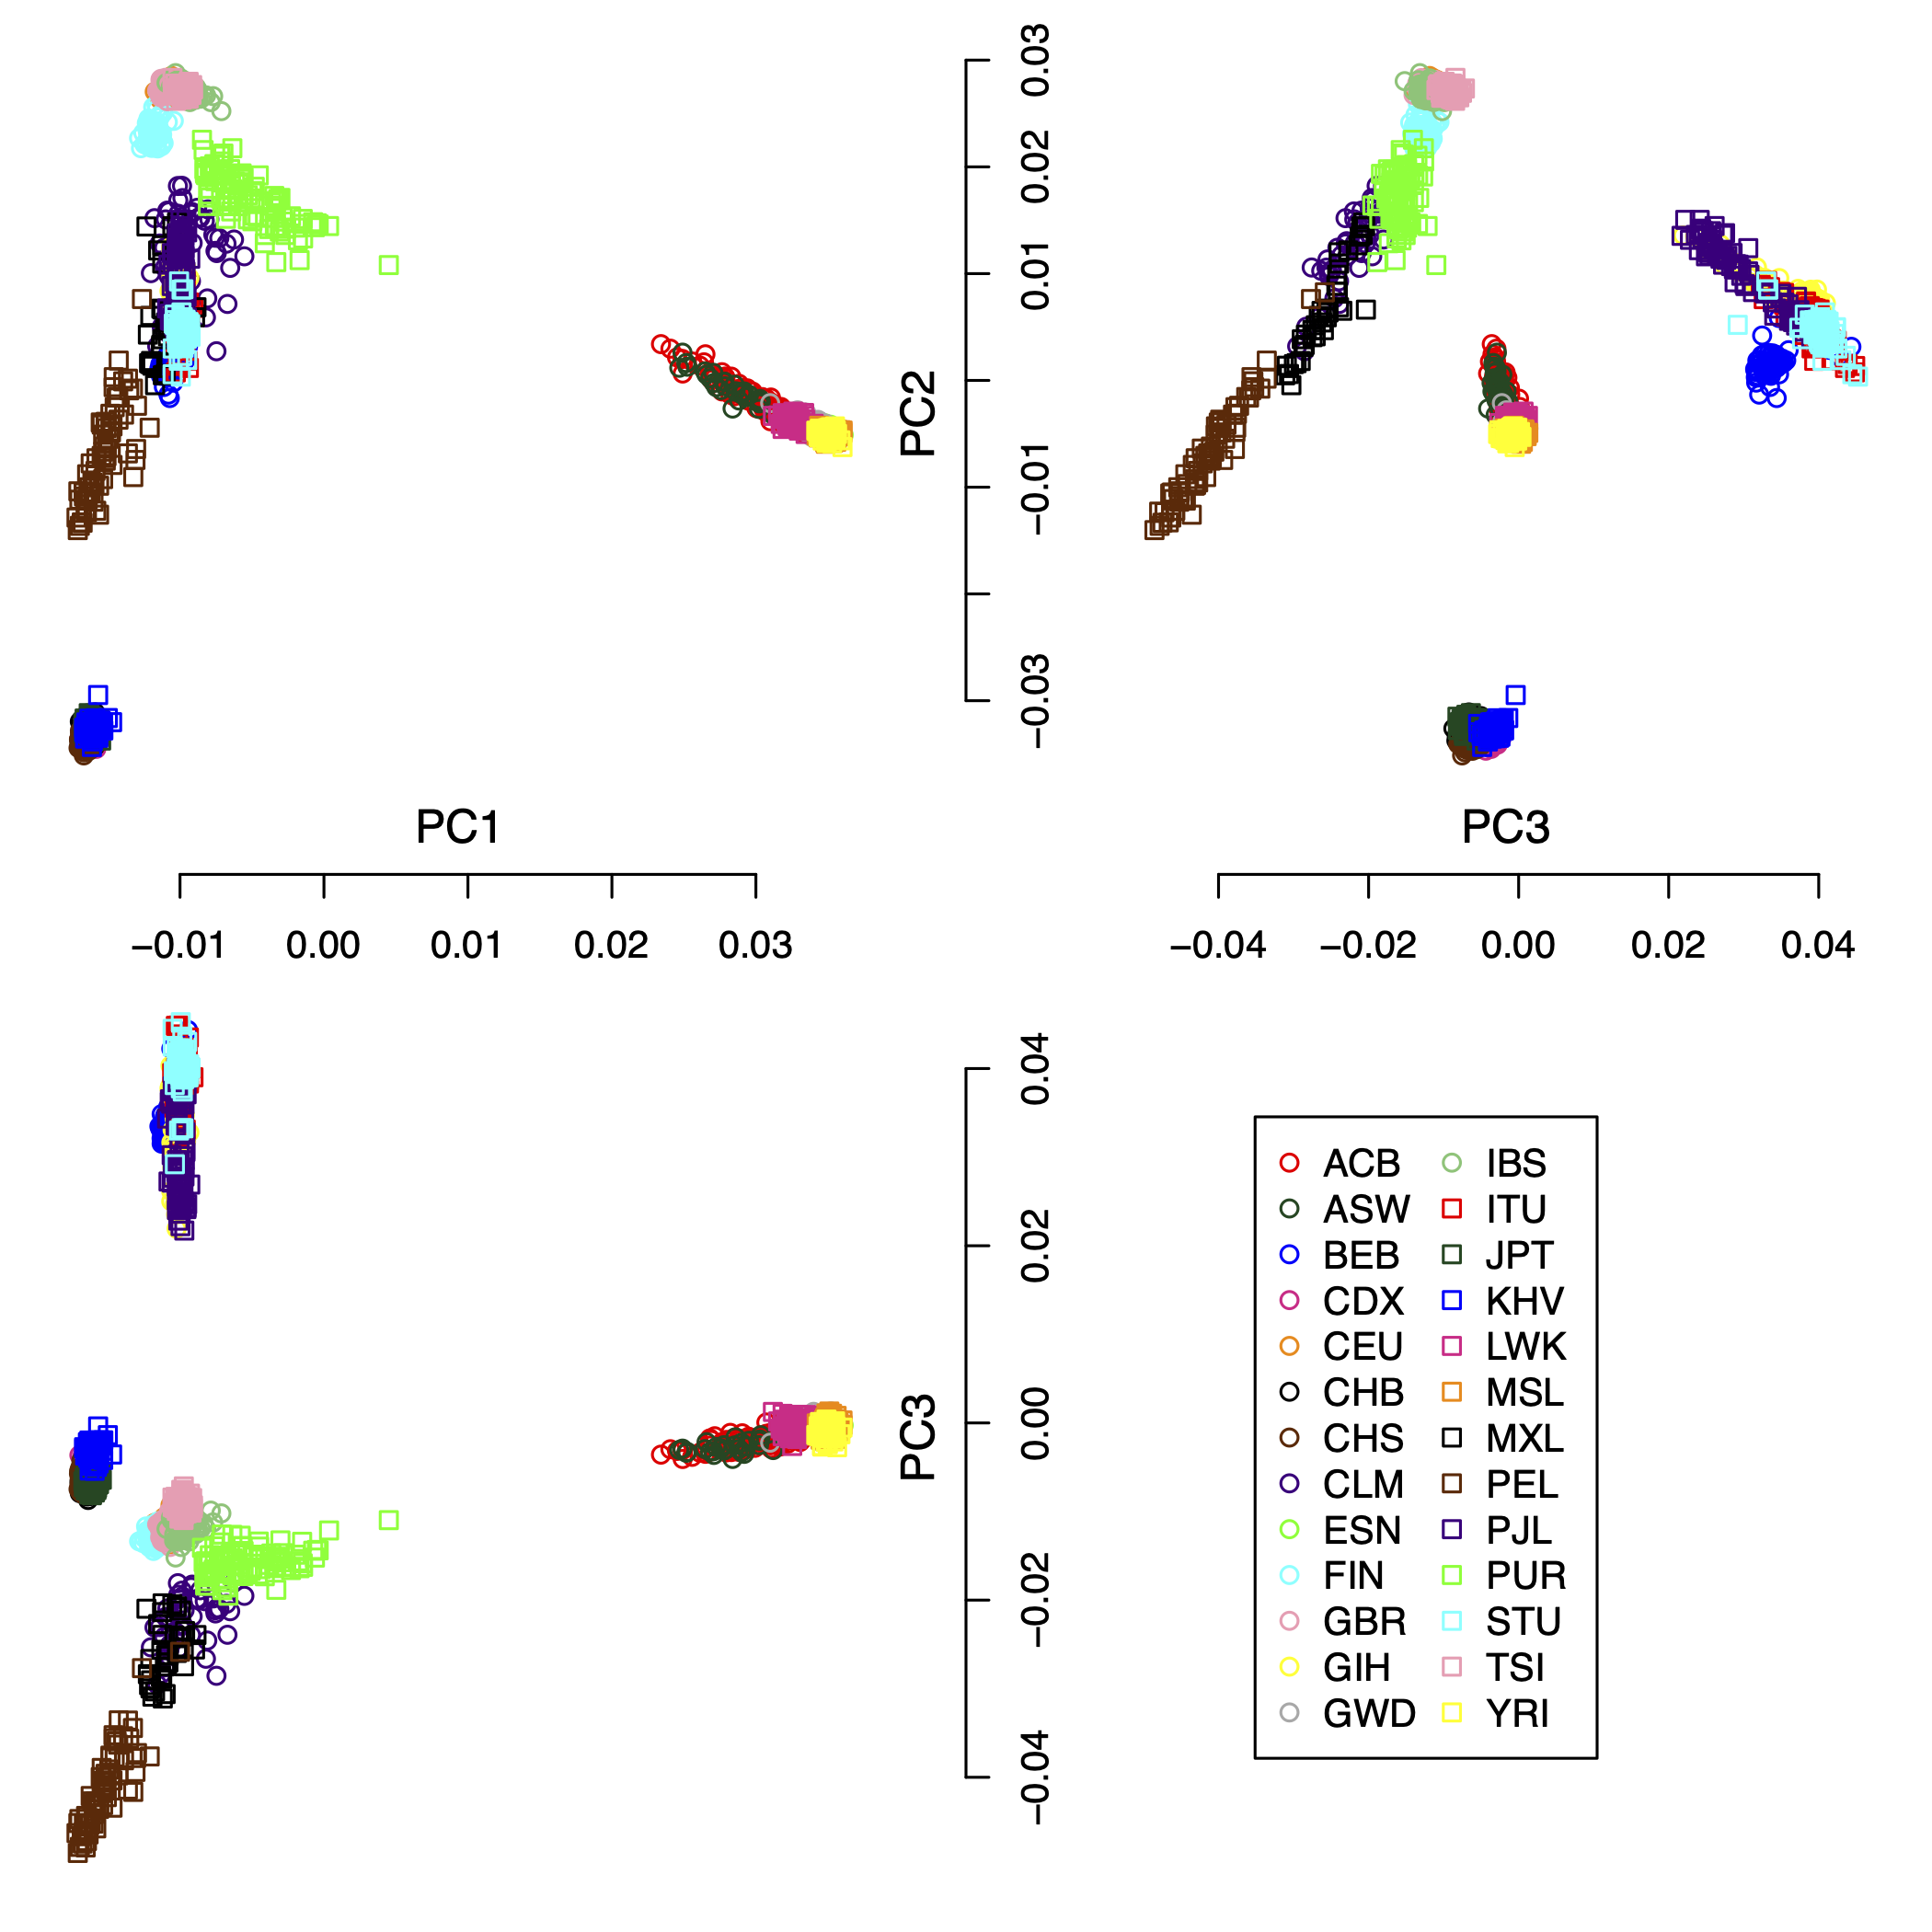 0.03
0.02
0.01
PC2
−0.01
−0.03
PC1
PC3
−0.01 0.00 0.01 0.02 0.03
−0.04 −0.02 0.00 0.02 0.04
0.04
0.02
0.00
PC3
−0.02
−0.04
ACB IBS
ASW ITU
BEB JPT
CDX KHV
CEU LWK
CHB MSL
CHS MXL
CLM PEL
ESN PJL
FIN PUR
GBR STU
GIH TSI
GWD YRI